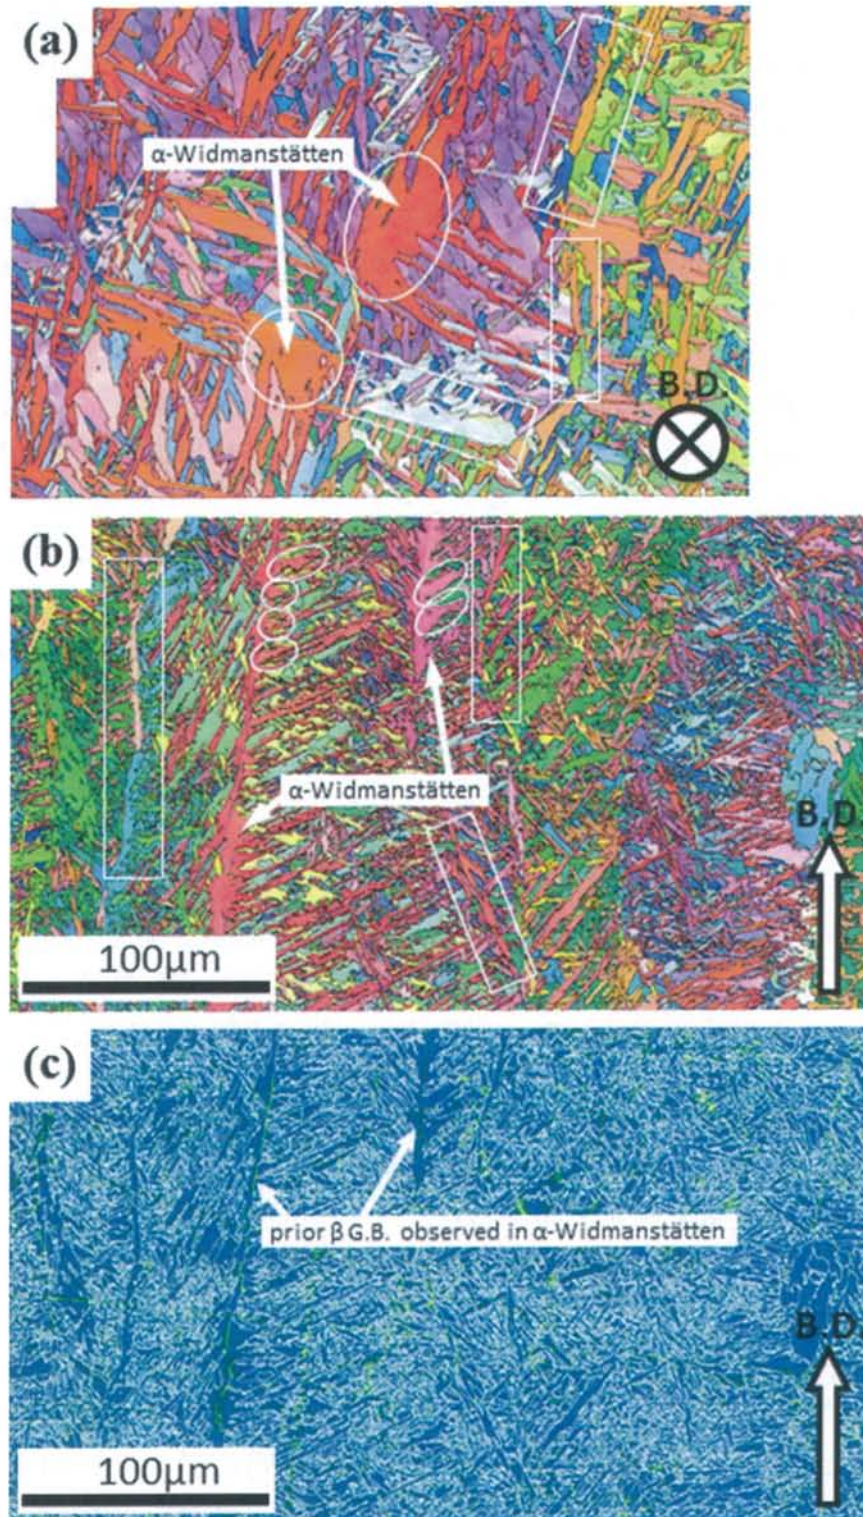 (a)
α-Widmanstätten
B.D.
(b)
α-Widmanstätten
B.D.
100μm
(c)
prior β G.B. observed in α-Widmanstätten
B.D.
100μm